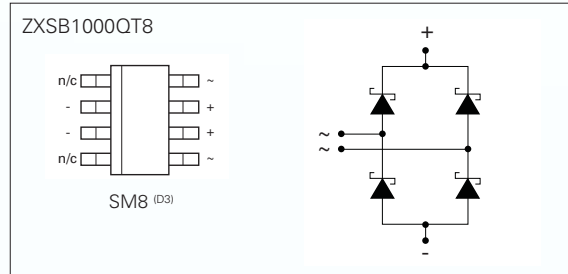 ZXSB1000QT8
+
n/c ~
- +
- +
n/c ~
~
~
SM8 (D3)
-